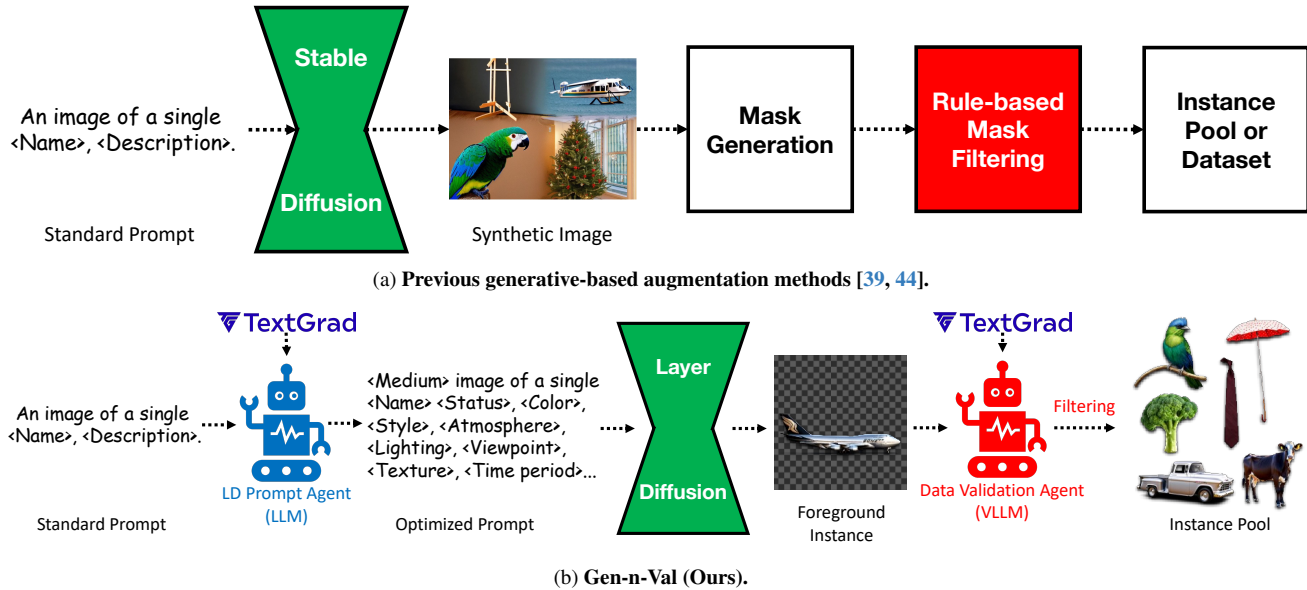 An image of a single
<Name>, <Description>.
Standard Prompt
Stable
Diffusion
Synthetic Image
Mask
Generation
Rule-based
Mask
Filtering
Instance
Pool or
Dataset
(a) Previous generative-based augmentation methods [39, 44].
An image of a single
<Name>, <Description>.
Standard Prompt
TextGrad
LD Prompt Agent
(LLM)
<Medium> image of a single
<Name> <Status>, <Color>,
<Style>, <Atmosphere>,
<Lighting>, <Viewpoint>,
<Texture>, <Time period>...
Optimized Prompt
Layer
Diffusion
Foreground
Instance
TextGrad
Data Validation Agent
(VLLM)
Filtering
Instance Pool
(b) Gen-n-Val (Ours).